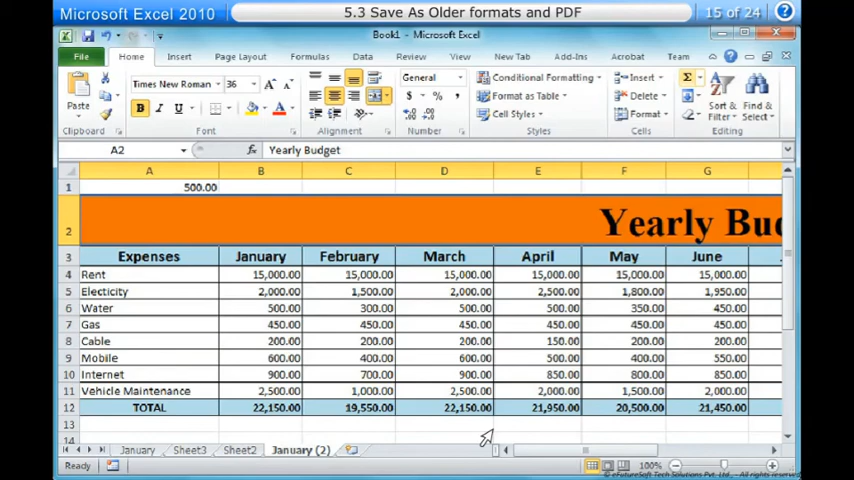 Microsoft Excel 2010
5.3 Save As Older formats and PDF
15 of 24
Book1 - Microsoft Excel
File Home Insert Page Layout Formulas Data Review View New Tab Add-Ins Acrobat Team
Paste
Clipboard
Times New Roman 36
B I U
Font
Alignment
General
$ % ,
Number
Conditional Formatting
Format as Table
Cell Styles
Styles
Insert
Delete
Format
Cells
Σ
Sort & Filter
Find & Select
Editing
A2 fx Yearly Budget
A B C D E F G
1 500.00
2 Yearly Bud
3 Expenses January February March April May June
4 Rent 15,000.00 15,000.00 15,000.00 15,000.00 15,000.00 15,000.00
5 Electicity 2,000.00 1,500.00 2,000.00 2,500.00 1,800.00 1,950.00
6 Water 500.00 300.00 500.00 500.00 350.00 450.00
7 Gas 450.00 450.00 450.00 450.00 450.00 450.00
8 Cable 200.00 200.00 200.00 150.00 200.00 200.00
9 Mobile 600.00 400.00 600.00 500.00 400.00 550.00
10 Internet 900.00 700.00 900.00 850.00 800.00 850.00
11 Vehicle Maintenance 2,500.00 1,000.00 2,500.00 2,000.00 1,500.00 2,000.00
12 TOTAL 22,150.00 19,550.00 22,150.00 21,950.00 20,500.00 21,450.00
13
14
January Sheet3 Sheet2 January (2)
Ready 100%
© eFutureSoft Tech Solutions Pvt. Ltd., All rights reserved